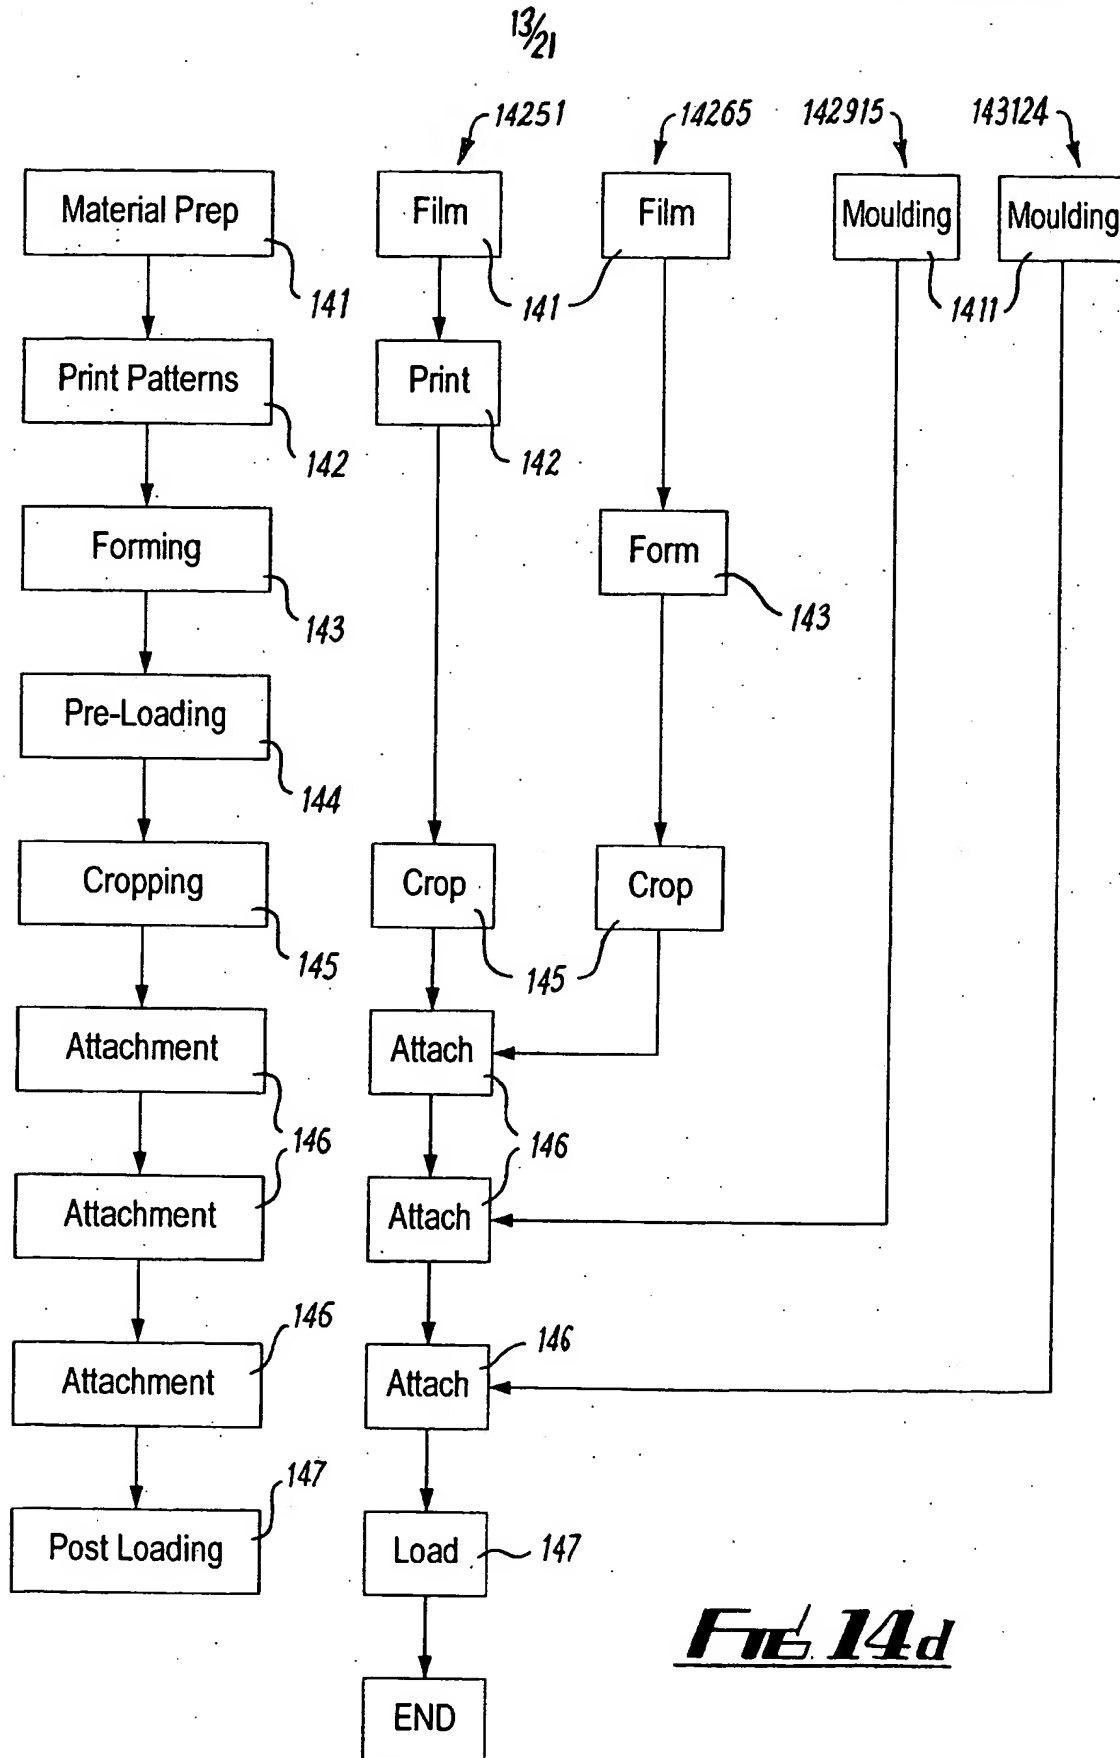 13/21
14251 14265 142915 143124
Material Prep Film Film Moulding Moulding
141 141 1411
Print Patterns Print
142 142
Forming Form
143 143
Pre-Loading
144
Cropping Crop Crop
145 145
Attachment Attach
146 146
Attachment Attach
146 146
Attachment Attach
147
Post Loading Load 147
END
FIG. 14d